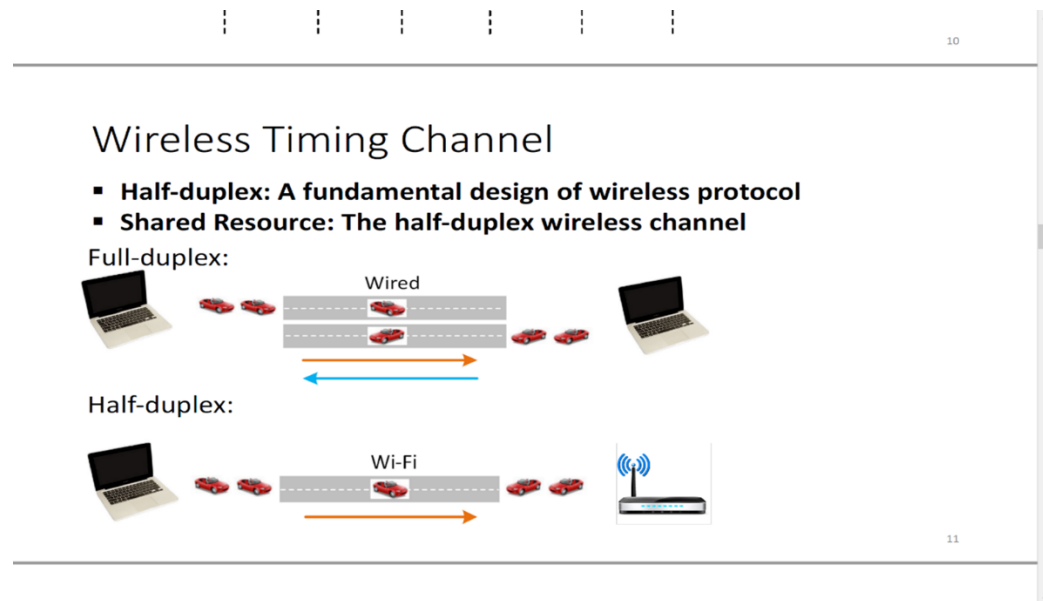 10
Wireless Timing Channel
▪ Half-duplex: A fundamental design of wireless protocol
▪ Shared Resource: The half-duplex wireless channel
Full-duplex:
Wired
Half-duplex:
Wi-Fi
11